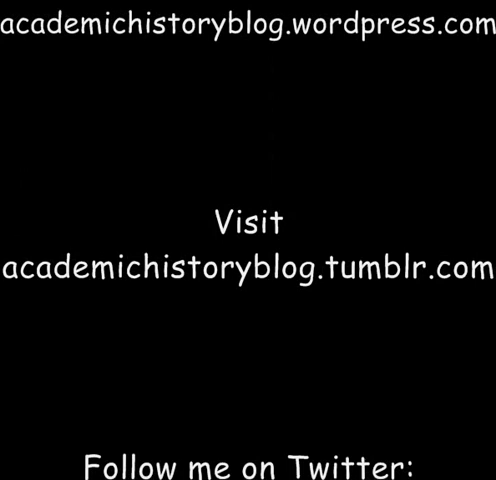 academichistoryblog.wordpress.com
Visit
academichistoryblog.tumblr.com
Follow me on Twitter: